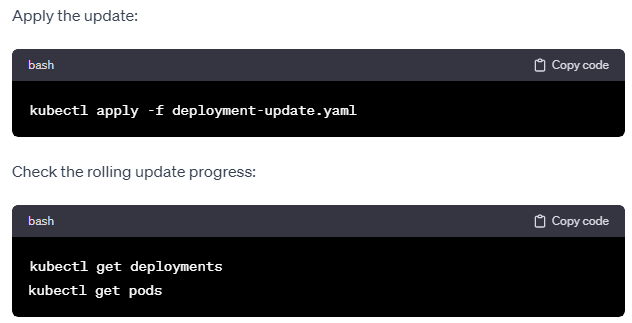 Apply the update:
bash
Copy code
kubectl apply -f deployment-update.yaml
Check the rolling update progress:
bash
Copy code
kubectl get deployments
kubectl get pods